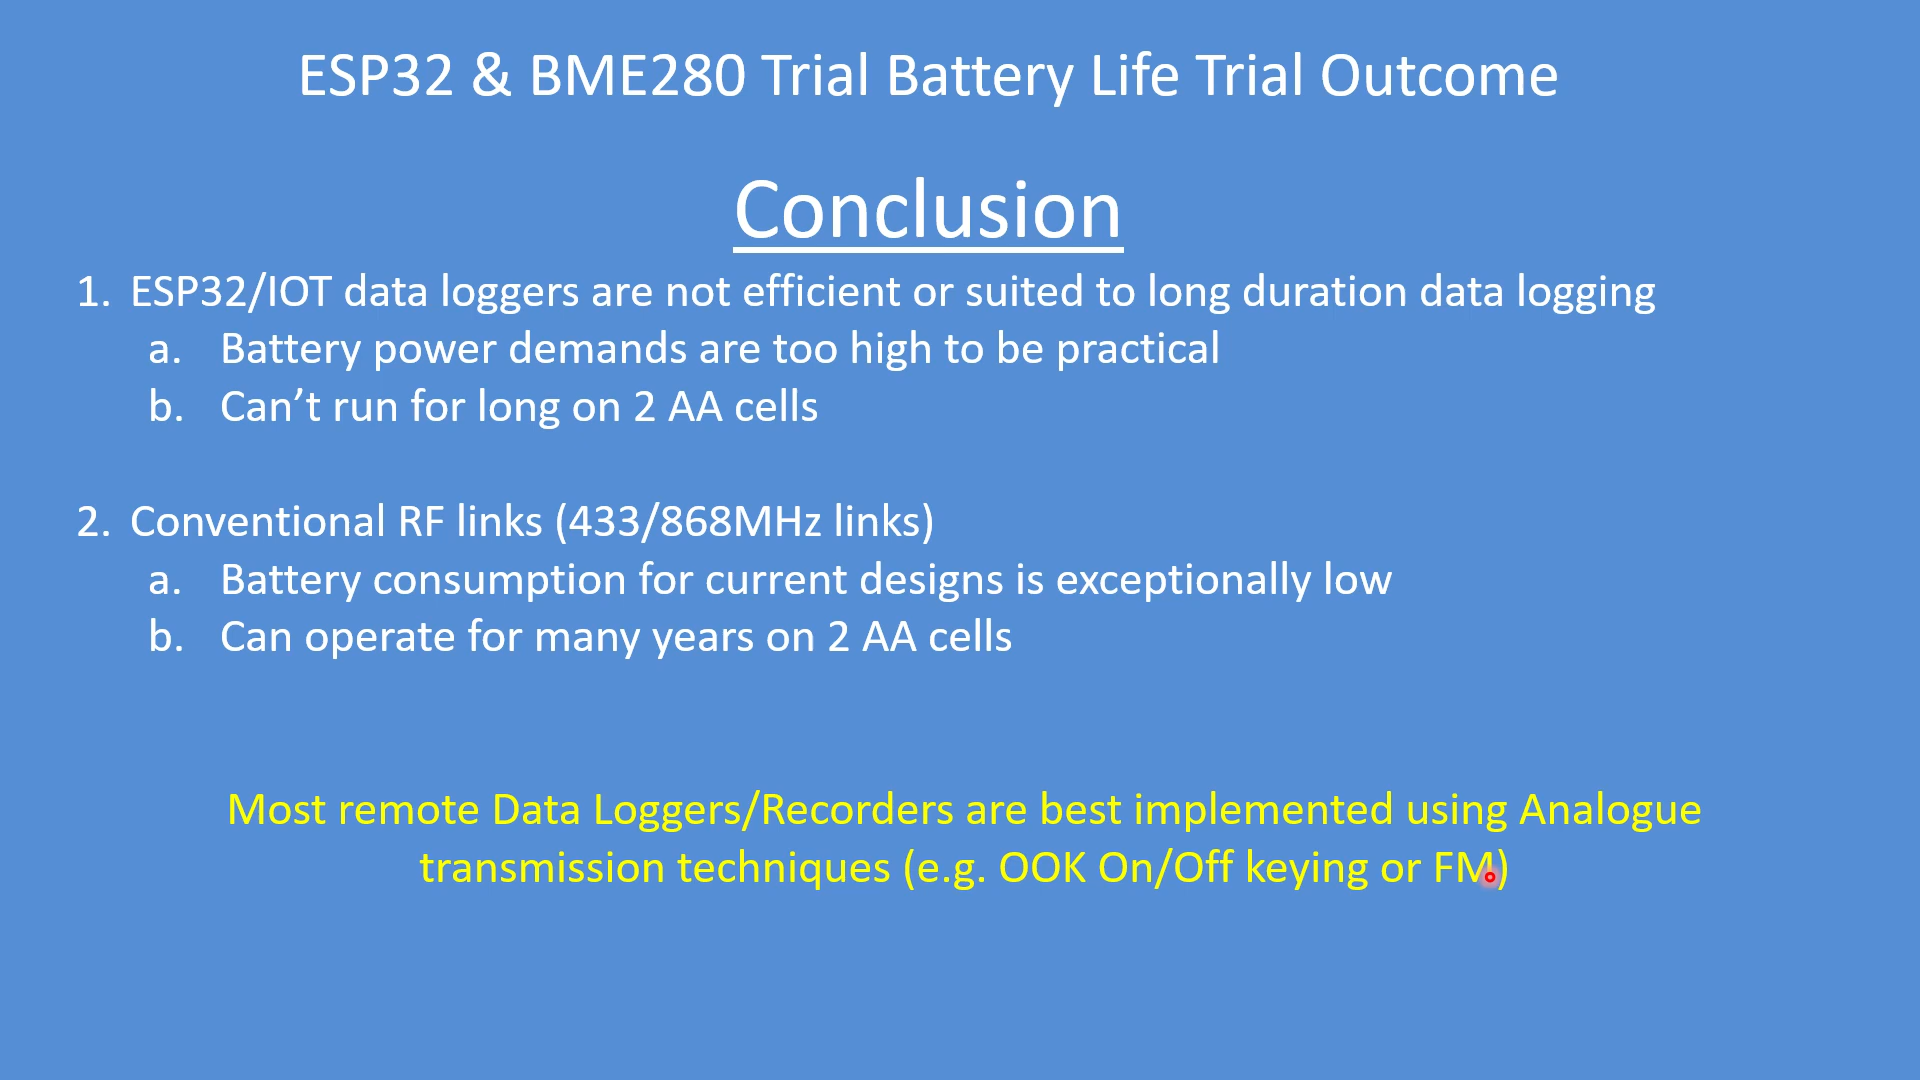 ESP32 & BME280 Trial Battery Life Trial Outcome
Conclusion
1. ESP32/IOT data loggers are not efficient or suited to long duration data logging
a. Battery power demands are too high to be practical
b. Can’t run for long on 2 AA cells
2. Conventional RF links (433/868MHz links)
a. Battery consumption for current designs is exceptionally low
b. Can operate for many years on 2 AA cells
Most remote Data Loggers/Recorders are best implemented using Analogue
transmission techniques (e.g. OOK On/Off keying or FM)